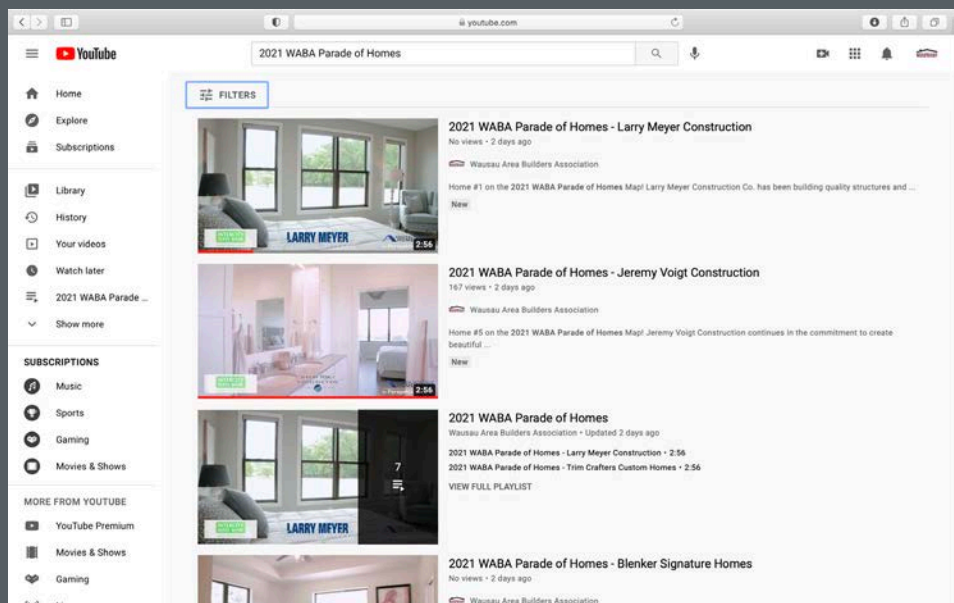 youtube.com
YouTube
2021 WABA Parade of Homes
Home
Explore
Subscriptions
Library
History
Your videos
Watch later
2021 WABA Parade ...
Show more
SUBSCRIPTIONS
Music
Sports
Gaming
Movies & Shows
MORE FROM YOUTUBE
YouTube Premium
Movies & Shows
Gaming
FILTERS
LARRY MEYER
2:56
2021 WABA Parade of Homes - Larry Meyer Construction
No views • 2 days ago
Wausau Area Builders Association
Home #1 on the 2021 WABA Parade of Homes Map! Larry Meyer Construction Co. has been building quality structures and ...
New
2:56
2021 WABA Parade of Homes - Jeremy Voigt Construction
167 views • 2 days ago
Wausau Area Builders Association
Home #5 on the 2021 WABA Parade of Homes Map! Jeremy Voigt Construction continues in the commitment to create
beautiful ...
New
7
LARRY MEYER
2021 WABA Parade of Homes
Wausau Area Builders Association • Updated 2 days ago
2021 WABA Parade of Homes - Larry Meyer Construction • 2:56
2021 WABA Parade of Homes - Trim Crafters Custom Homes • 2:56
VIEW FULL PLAYLIST
2021 WABA Parade of Homes - Blenker Signature Homes
No views • 2 days ago
Wausau Area Builders Association